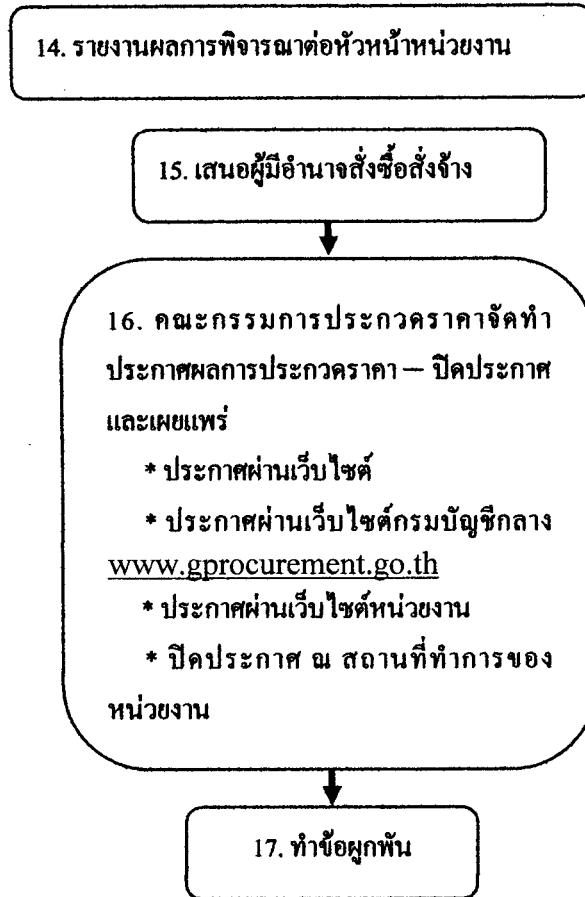 14. รายงานผลการพิจารณาต่อหัวหน้าหน่วยงาน
15. เสนอผู้มีอำนาจสั่งซื้อสั่งจ้าง
16. คณะกรรมการประกวดราคาจัดทำ
ประกาศผลการประกวดราคา – ปิดประกาศ
และเผยแพร่
* ประกาศผ่านเว็บไซต์
* ประกาศผ่านเว็บไซต์กรมบัญชีกลาง
www.gprocurement.go.th
* ประกาศผ่านเว็บไซต์หน่วยงาน
* ปิดประกาศ ณ สถานที่ทำการของ
หน่วยงาน
17. ทำข้อผูกพัน